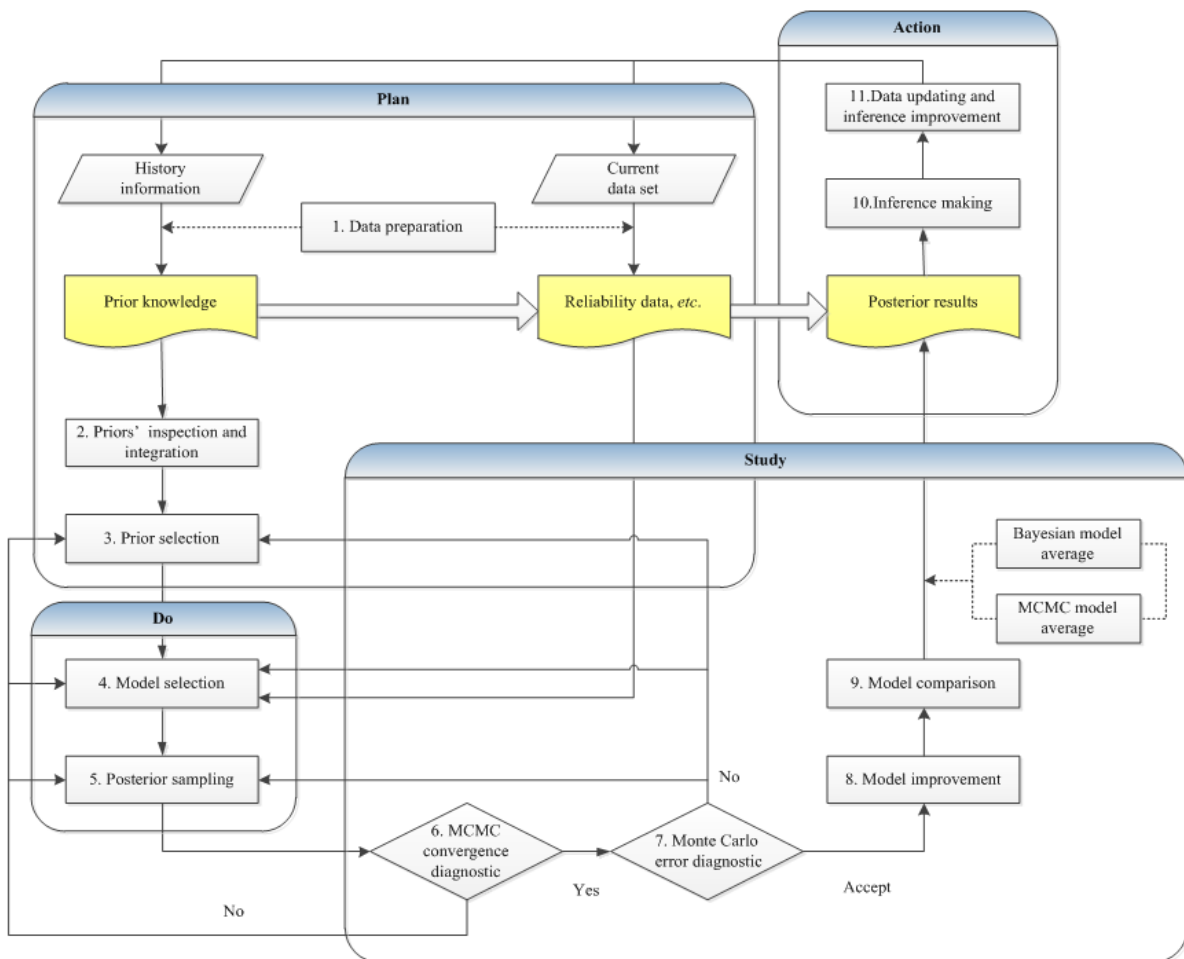 Action
11.Data updating and
inference improvement
Plan
History
information
Current
data set
10.Inference making
1. Data preparation
Prior knowledge
Reliability data, etc.
Posterior results
2. Priors’ inspection and
integration
Study
3. Prior selection
Bayesian model
average
Do
MCMC model
average
4. Model selection
9. Model comparison
5. Posterior sampling
No
8. Model improvement
6. MCMC
convergence
diagnostic
7. Monte Carlo
error diagnostic
Yes
Accept
No